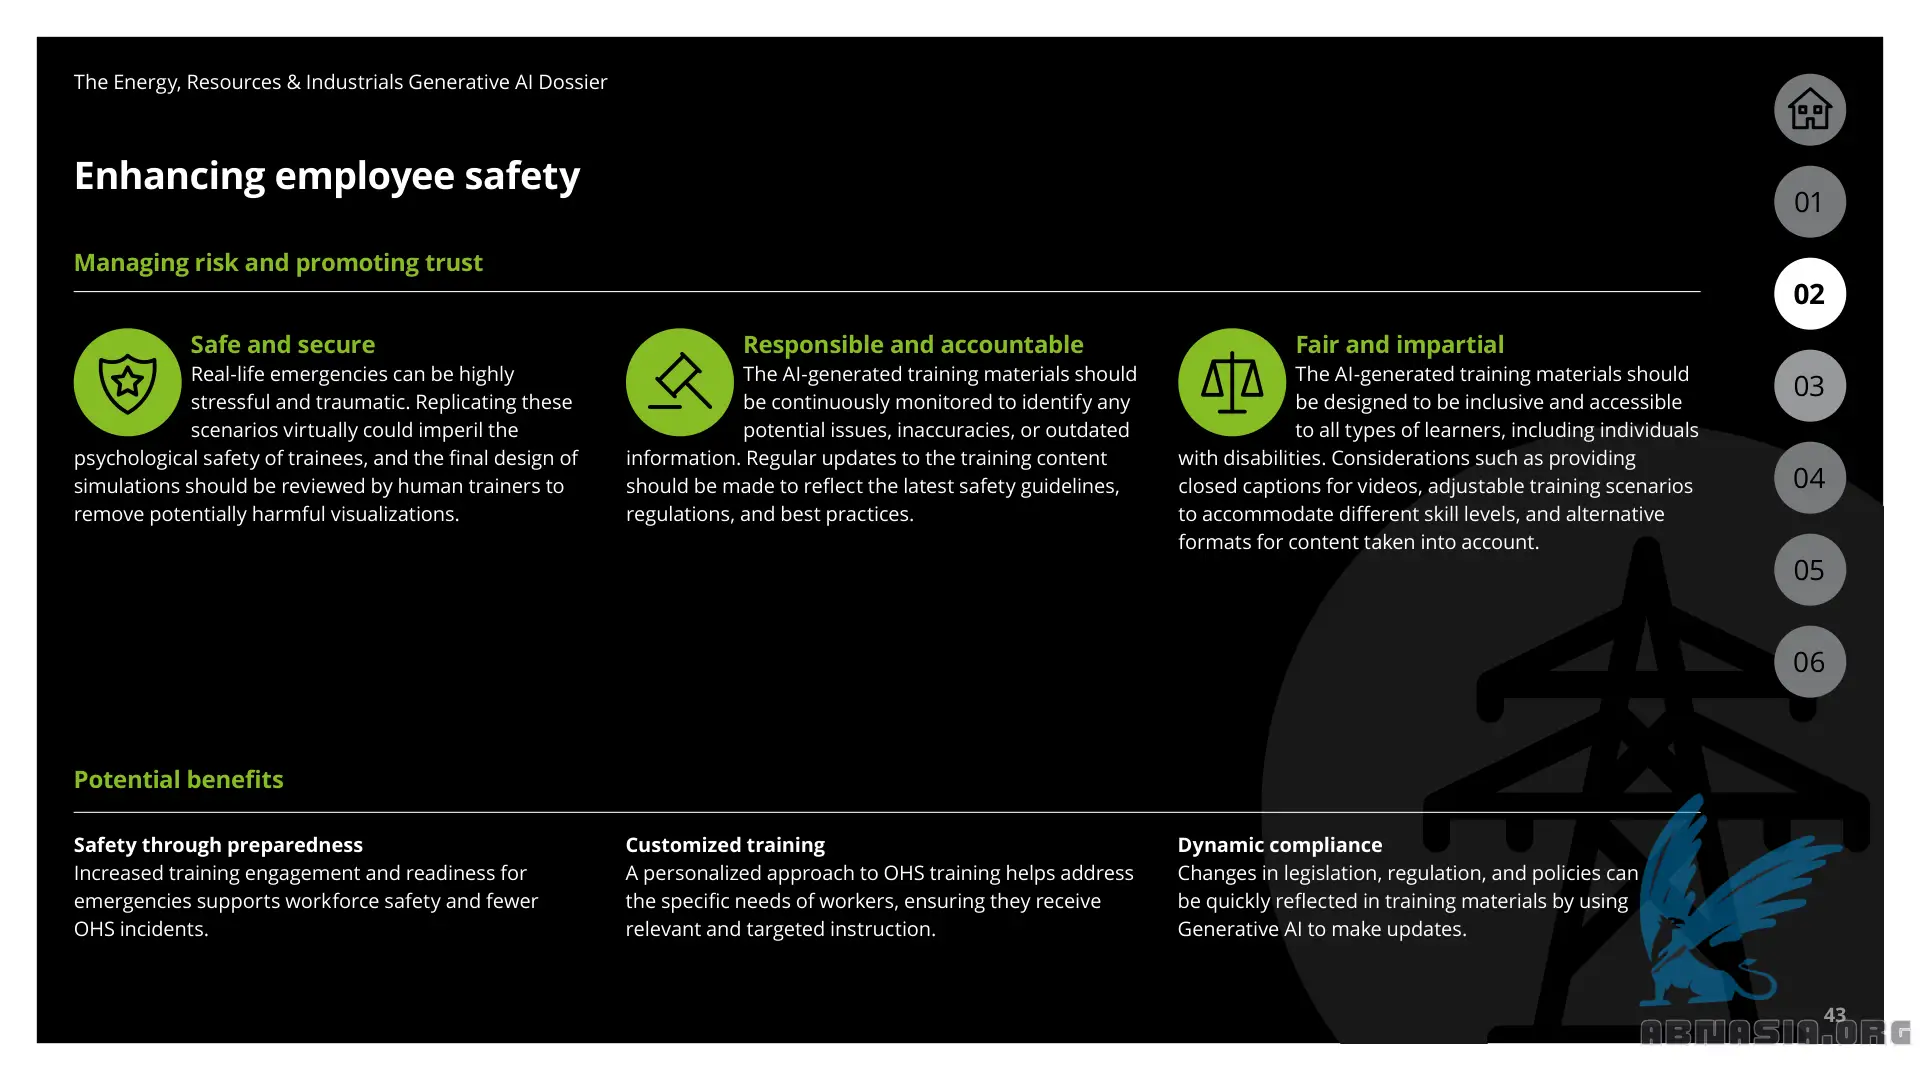 The Energy, Resources & Industrials Generative AI Dossier
Enhancing employee safety
Managing risk and promoting trust
Safe and secure
Real-life emergencies can be highly
stressful and traumatic. Replicating these
scenarios virtually could imperil the
psychological safety of trainees, and the final design of
simulations should be reviewed by human trainers to
remove potentially harmful visualizations.
Responsible and accountable
The AI-generated training materials should
be continuously monitored to identify any
potential issues, inaccuracies, or outdated
information. Regular updates to the training content
should be made to reflect the latest safety guidelines,
regulations, and best practices.
Fair and impartial
The AI-generated training materials should
be designed to be inclusive and accessible
to all types of learners, including individuals
with disabilities. Considerations such as providing
closed captions for videos, adjustable training scenarios
to accommodate different skill levels, and alternative
formats for content taken into account.
Potential benefits
Safety through preparedness
Increased training engagement and readiness for
emergencies supports workforce safety and fewer
OHS incidents.
Customized training
A personalized approach to OHS training helps address
the specific needs of workers, ensuring they receive
relevant and targeted instruction.
Dynamic compliance
Changes in legislation, regulation, and policies can
be quickly reflected in training materials by using
Generative AI to make updates.
01
02
03
04
05
06
43
ABNASIA.ORG